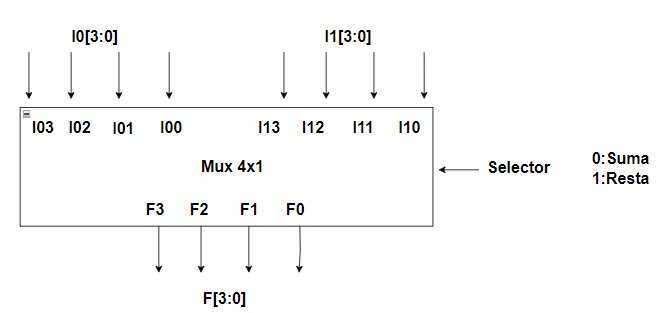 I0[3:0] I1[3:0]
I03 I02 I01 I00 I13 I12 I11 I10
Mux 4x1
Selector
0:Suma
1:Resta
F3 F2 F1 F0
F[3:0]